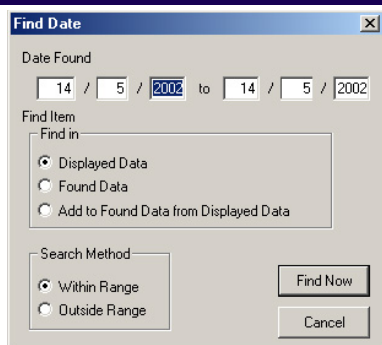 Find Date
Date Found
14 / 5 / 2002 to 14 / 5 / 2002
Find Item
Find in
Displayed Data
Found Data
Add to Found Data from Displayed Data
Search Method
Within Range
Outside Range
Find Now
Cancel